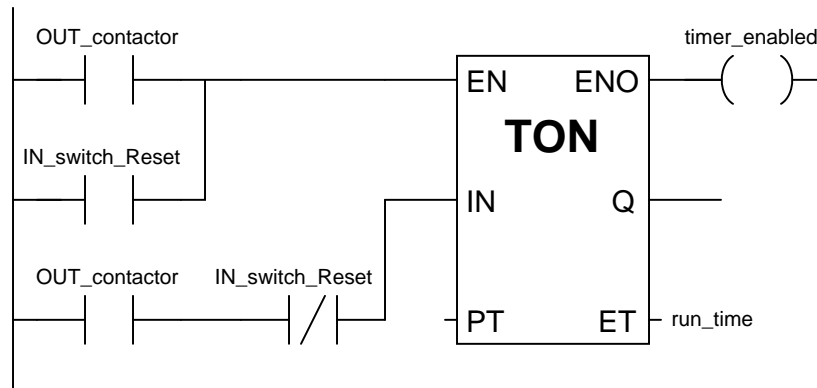 OUT_contactor
timer_enabled
EN ENO
TON
IN_switch_Reset
IN Q
OUT_contactor IN_switch_Reset
PT ET run_time